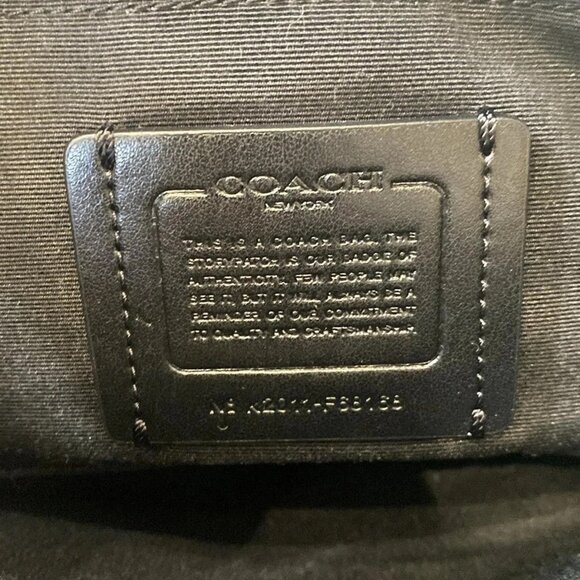 COACH
NEW YORK
THIS IS A COACH BAG. THE
STORYPATCH IS OUR BADGE OF
AUTHENTICITY. FEW PEOPLE MAY
SEE IT, BUT IT WILL ALWAYS BE A
REMINDER OF OUR COMMITMENT
TO QUALITY AND CRAFTSMANSHIP.
Nº K2011-F68168